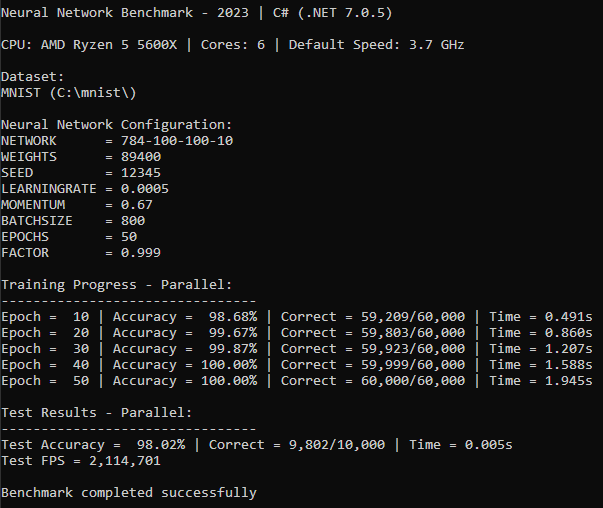 Neural Network Benchmark - 2023 | C# (.NET 7.0.5)
CPU: AMD Ryzen 5 5600X | Cores: 6 | Default Speed: 3.7 GHz
Dataset:
MNIST (C:\mnist\)
Neural Network Configuration:
NETWORK      = 784-100-100-10
WEIGHTS      = 89400
SEED         = 12345
LEARNINGRATE = 0.0005
MOMENTUM     = 0.67
BATCHSIZE    = 800
EPOCHS       = 50
FACTOR       = 0.999
Training Progress - Parallel:
--------------------------------
Epoch =  10 | Accuracy =  98.68% | Correct = 59,209/60,000 | Time = 0.491s
Epoch =  20 | Accuracy =  99.67% | Correct = 59,803/60,000 | Time = 0.860s
Epoch =  30 | Accuracy =  99.87% | Correct = 59,923/60,000 | Time = 1.207s
Epoch =  40 | Accuracy = 100.00% | Correct = 59,999/60,000 | Time = 1.588s
Epoch =  50 | Accuracy = 100.00% | Correct = 60,000/60,000 | Time = 1.945s
Test Results - Parallel:
--------------------------------
Test Accuracy =  98.02% | Correct = 9,802/10,000 | Time = 0.005s
Test FPS = 2,114,701
Benchmark completed successfully